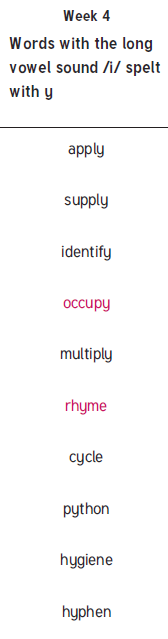 Week 4
Words with the long
vowel sound /i/ spelt
with y
apply
supply
identify
occupy
multiply
rhyme
cycle
python
hygiene
hyphen